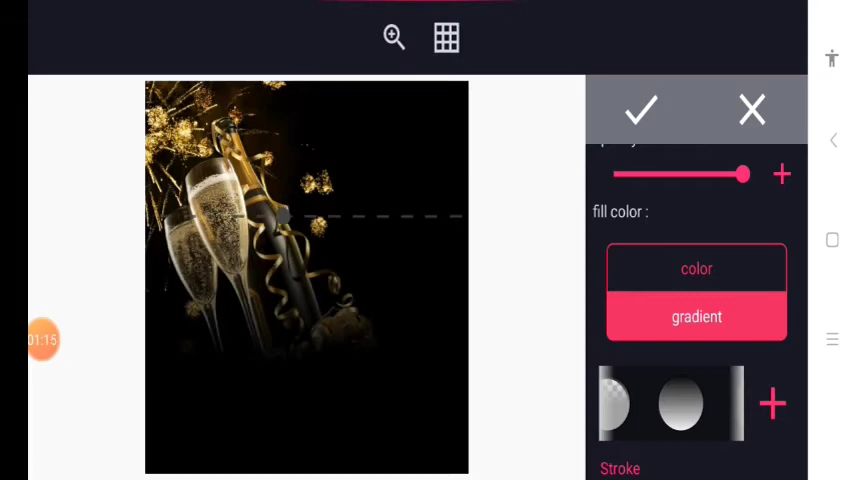 fill color :
color
gradient
01:15
Stroke